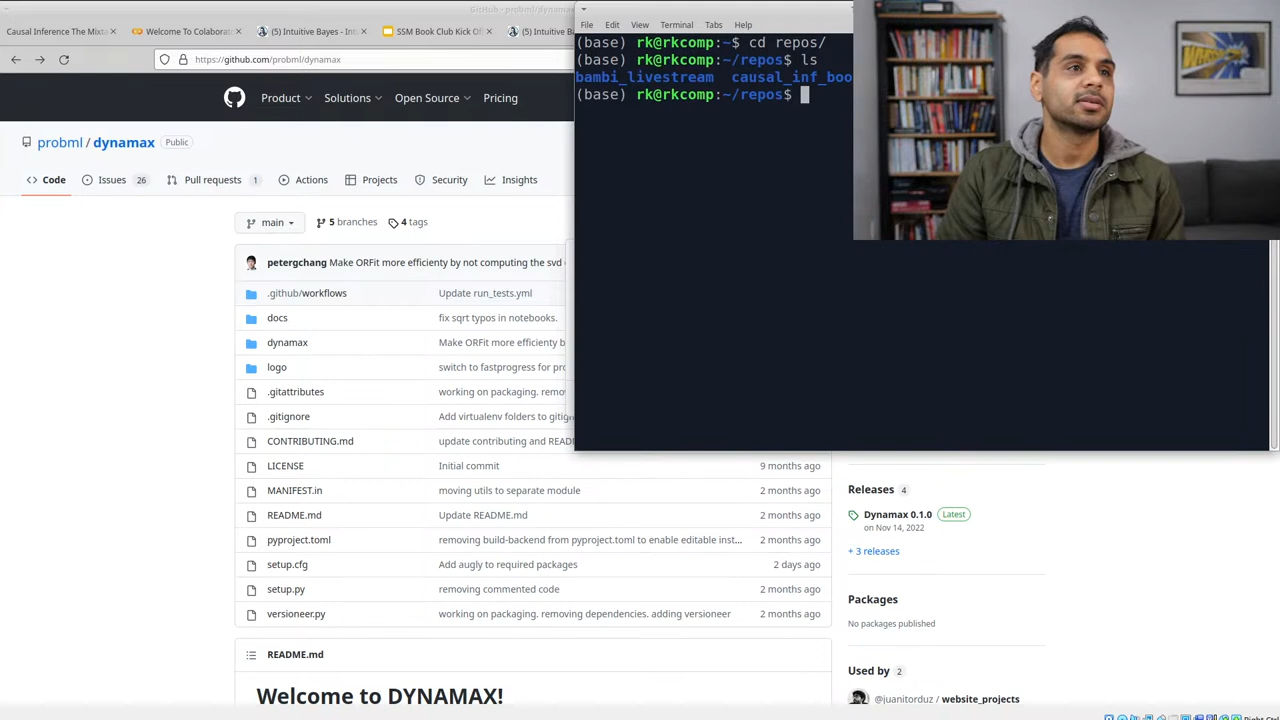 GitHub - probml/dynam
Causal Inference The Mixta
Welcome To Colaborat
(5) Intuitive Bayes - In
SSM Book Club Kick Of
(5) Intuitive B
https://github.com/probml/dynamax
Product
Solutions
Open Source
Pricing
probml / dynamax
Public
Code
Issues 26
Pull requests 1
Actions
Projects
Security
Insights
main
5 branches
4 tags
petergchang Make ORFit more efficienty by not computing the svd
.github/workflows Update run_tests.yml
docs fix sqrt typos in notebooks.
dynamax Make ORFit more efficienty by
logo switch to fastprogress for pro
.gitattributes working on packaging. remo
.gitignore Add virtualenv folders to gitig
CONTRIBUTING.md update contributing and READ
LICENSE Initial commit 9 months ago
MANIFEST.in moving utils to separate module 2 months ago
README.md Update README.md 2 months ago
pyproject.toml removing build-backend from pyproject.toml to enable editable inst... 2 months ago
setup.cfg Add augly to required packages 2 days ago
setup.py removing commented code 2 months ago
versioneer.py working on packaging. removing dependencies. adding versioneer 2 months ago
README.md
Welcome to DYNAMAX!
File Edit View Terminal Tabs Help
(base) rk@rkcomp:~$ cd repos/
(base) rk@rkcomp:~/repos$ ls
bambi_livestream causal_inf_boo
(base) rk@rkcomp:~/repos$
Releases 4
Dynamax 0.1.0 Latest
on Nov 14, 2022
+ 3 releases
Packages
No packages published
Used by 2
@juanitorduz / website_projects
Right Ctrl